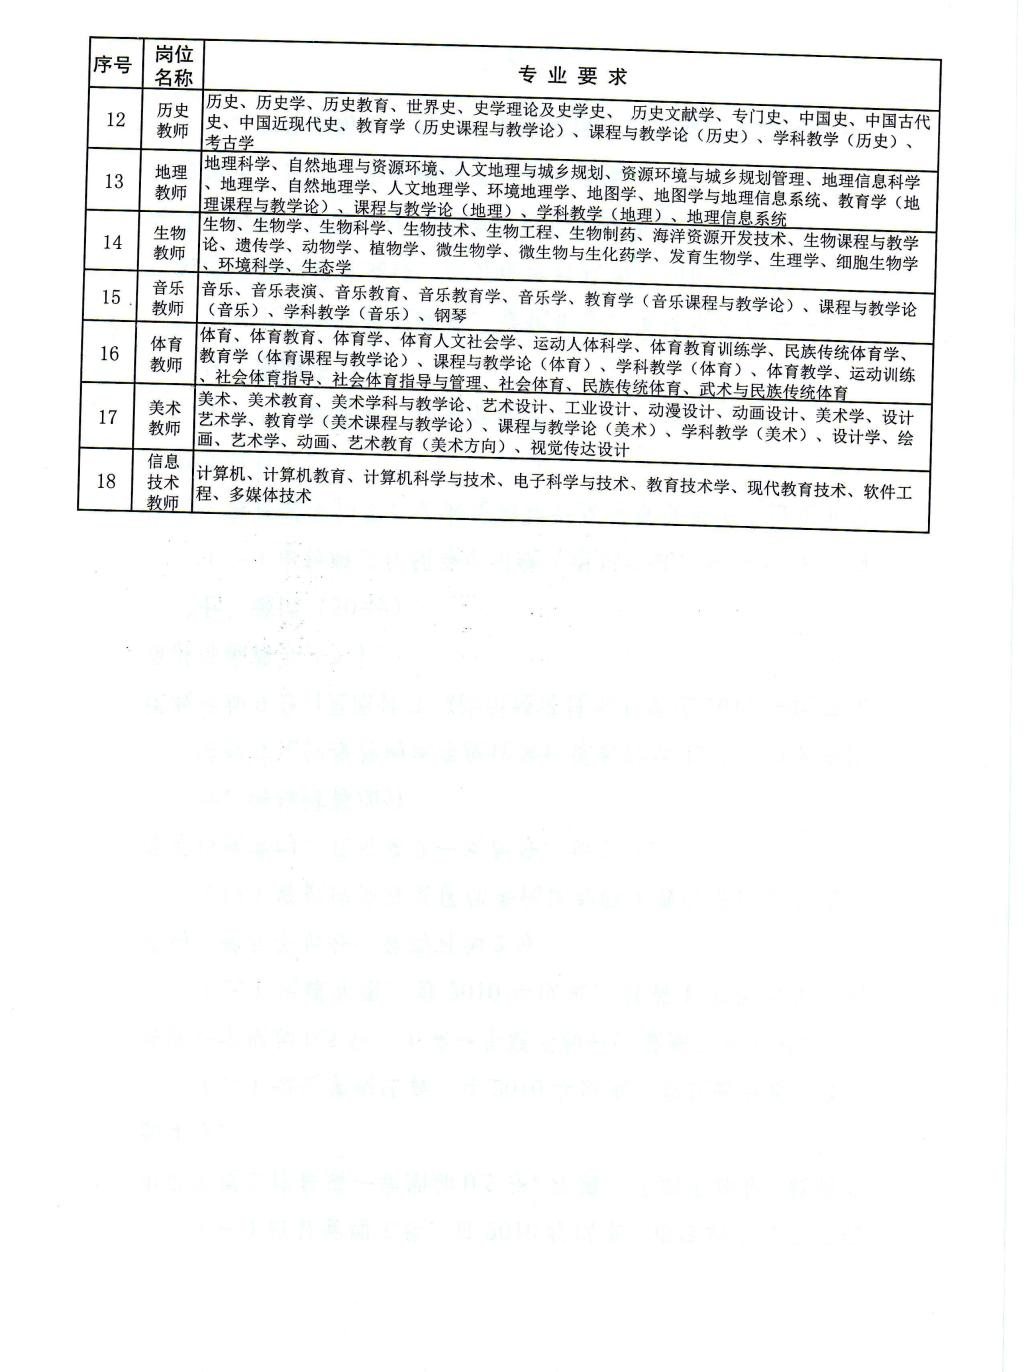 序号 岗位名称 专业要求
12 历史教师 历史、历史学、历史教育、世界史、史学理论及史学史、 历史文献学、专门史、中国史、中国古代
史、中国近现代史、教育学（历史课程与教学论）、课程与教学论（历史）、学科教学（历史）、
考古学
13 地理教师 地理科学、自然地理与资源环境、人文地理与城乡规划、资源环境与城乡规划管理、地理信息科学
、地理学、自然地理学、人文地理学、环境地理学、地图学、地图学与地理信息系统、教育学（地
理课程与教学论）、课程与教学论（地理）、学科教学（地理）、地理信息系统
14 生物教师 生物、生物学、生物科学、生物技术、生物工程、生物制药、海洋资源开发技术、生物课程与教学
论、遗传学、动物学、植物学、微生物学、微生物与生化药学、发育生物学、生理学、细胞生物学
、环境科学、生态学
15 音乐教师 音乐、音乐表演、音乐教育、音乐教育学、音乐学、教育学（音乐课程与教学论）、课程与教学论
（音乐）、学科教学（音乐）、钢琴
16 体育教师 体育、体育教育、体育学、体育人文社会学、运动人体科学、体育教育训练学、民族传统体育学、
教育学（体育课程与教学论）、课程与教学论（体育）、学科教学（体育）、体育教学、运动训练
、社会体育指导、社会体育指导与管理、社会体育、民族传统体育、武术与民族传统体育
17 美术教师 美术、美术教育、美术学科与教学论、艺术设计、工业设计、动漫设计、动画设计、美术学、设计
艺术学、教育学（美术课程与教学论）、课程与教学论（美术）、学科教学（美术）、设计学、绘
画、艺术学、动画、艺术教育（美术方向）、视觉传达设计
18 信息技术教师 计算机、计算机教育、计算机科学与技术、电子科学与技术、教育技术学、现代教育技术、软件工
程、多媒体技术